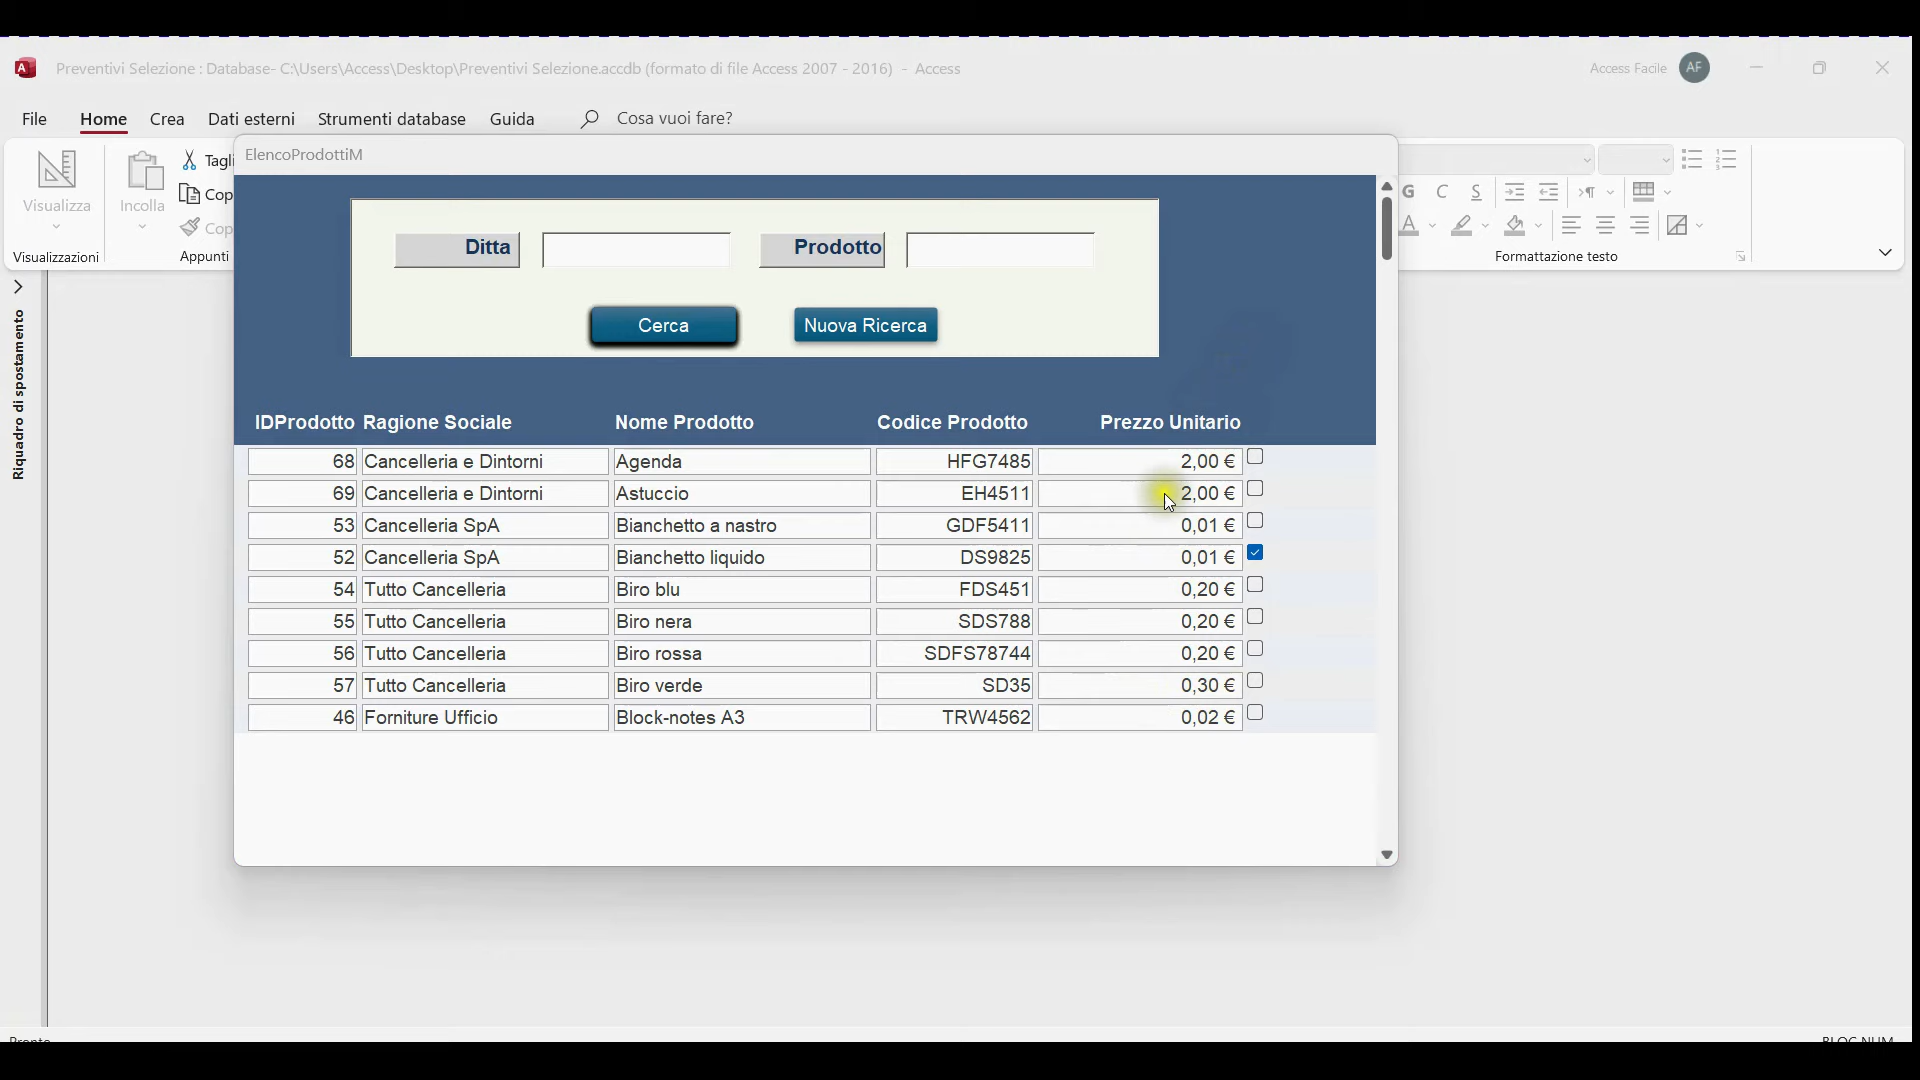 Preventivi Selezione : Database- C:\Users\Access\Desktop\Preventivi Selezione.accdb (formato di file Access 2007 - 2016) - Access
Access Facile AF
File Home Crea Dati esterni Strumenti database Guida Cosa vuoi fare?
Visualizza
Incolla
Tagli
Cop
Cop
Visualizzazioni
Appunti
G C S
A
Formattazione testo
Riquadro di spostamento
ElencoProdottiM
Ditta Prodotto
Cerca Nuova Ricerca
IDProdotto Ragione Sociale Nome Prodotto Codice Prodotto Prezzo Unitario
68 Cancelleria e Dintorni Agenda HFG7485 2,00 €
69 Cancelleria e Dintorni Astuccio EH4511 2,00 €
53 Cancelleria SpA Bianchetto a nastro GDF5411 0,01 €
52 Cancelleria SpA Bianchetto liquido DS9825 0,01 €
54 Tutto Cancelleria Biro blu FDS451 0,20 €
55 Tutto Cancelleria Biro nera SDS788 0,20 €
56 Tutto Cancelleria Biro rossa SDFS78744 0,20 €
57 Tutto Cancelleria Biro verde SD35 0,30 €
46 Forniture Ufficio Block-notes A3 TRW4562 0,02 €
Pronto BLOC NUM